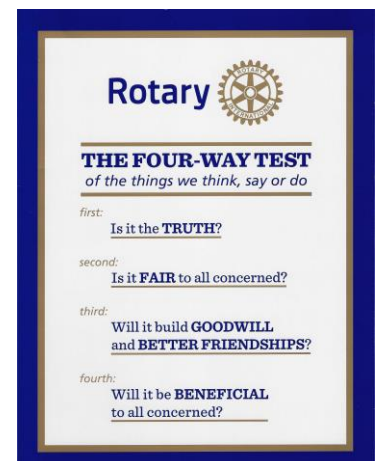 Rotary
ROTARY
INTERNATIONAL
THE FOUR-WAY TEST
of the things we think, say or do
first:
Is it the TRUTH?
second:
Is it FAIR to all concerned?
third:
Will it build GOODWILL
and BETTER FRIENDSHIPS?
fourth:
Will it be BENEFICIAL
to all concerned?